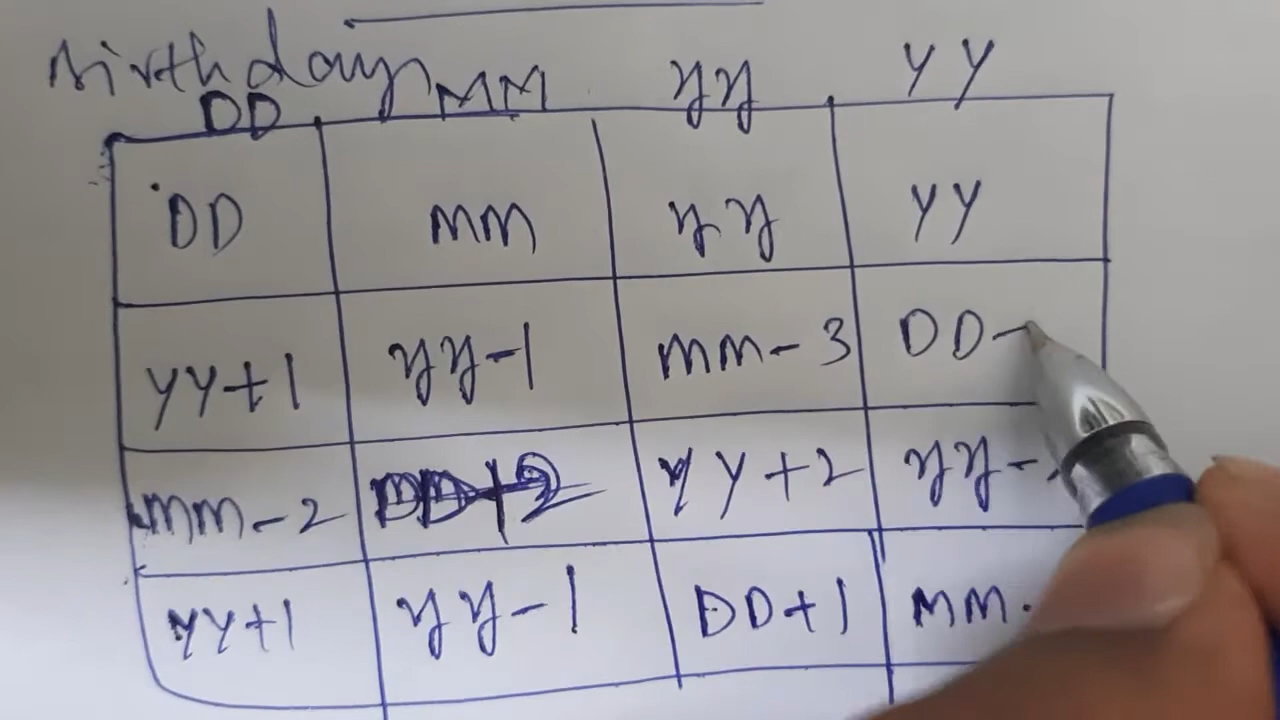 Birthday
DD MM yy YY
DD MM yy YY
YY+1 yy-1 MM-3 DD-
MM-2 DD+2 YY+2 yy-
YY+1 yy-1 DD+1 MM